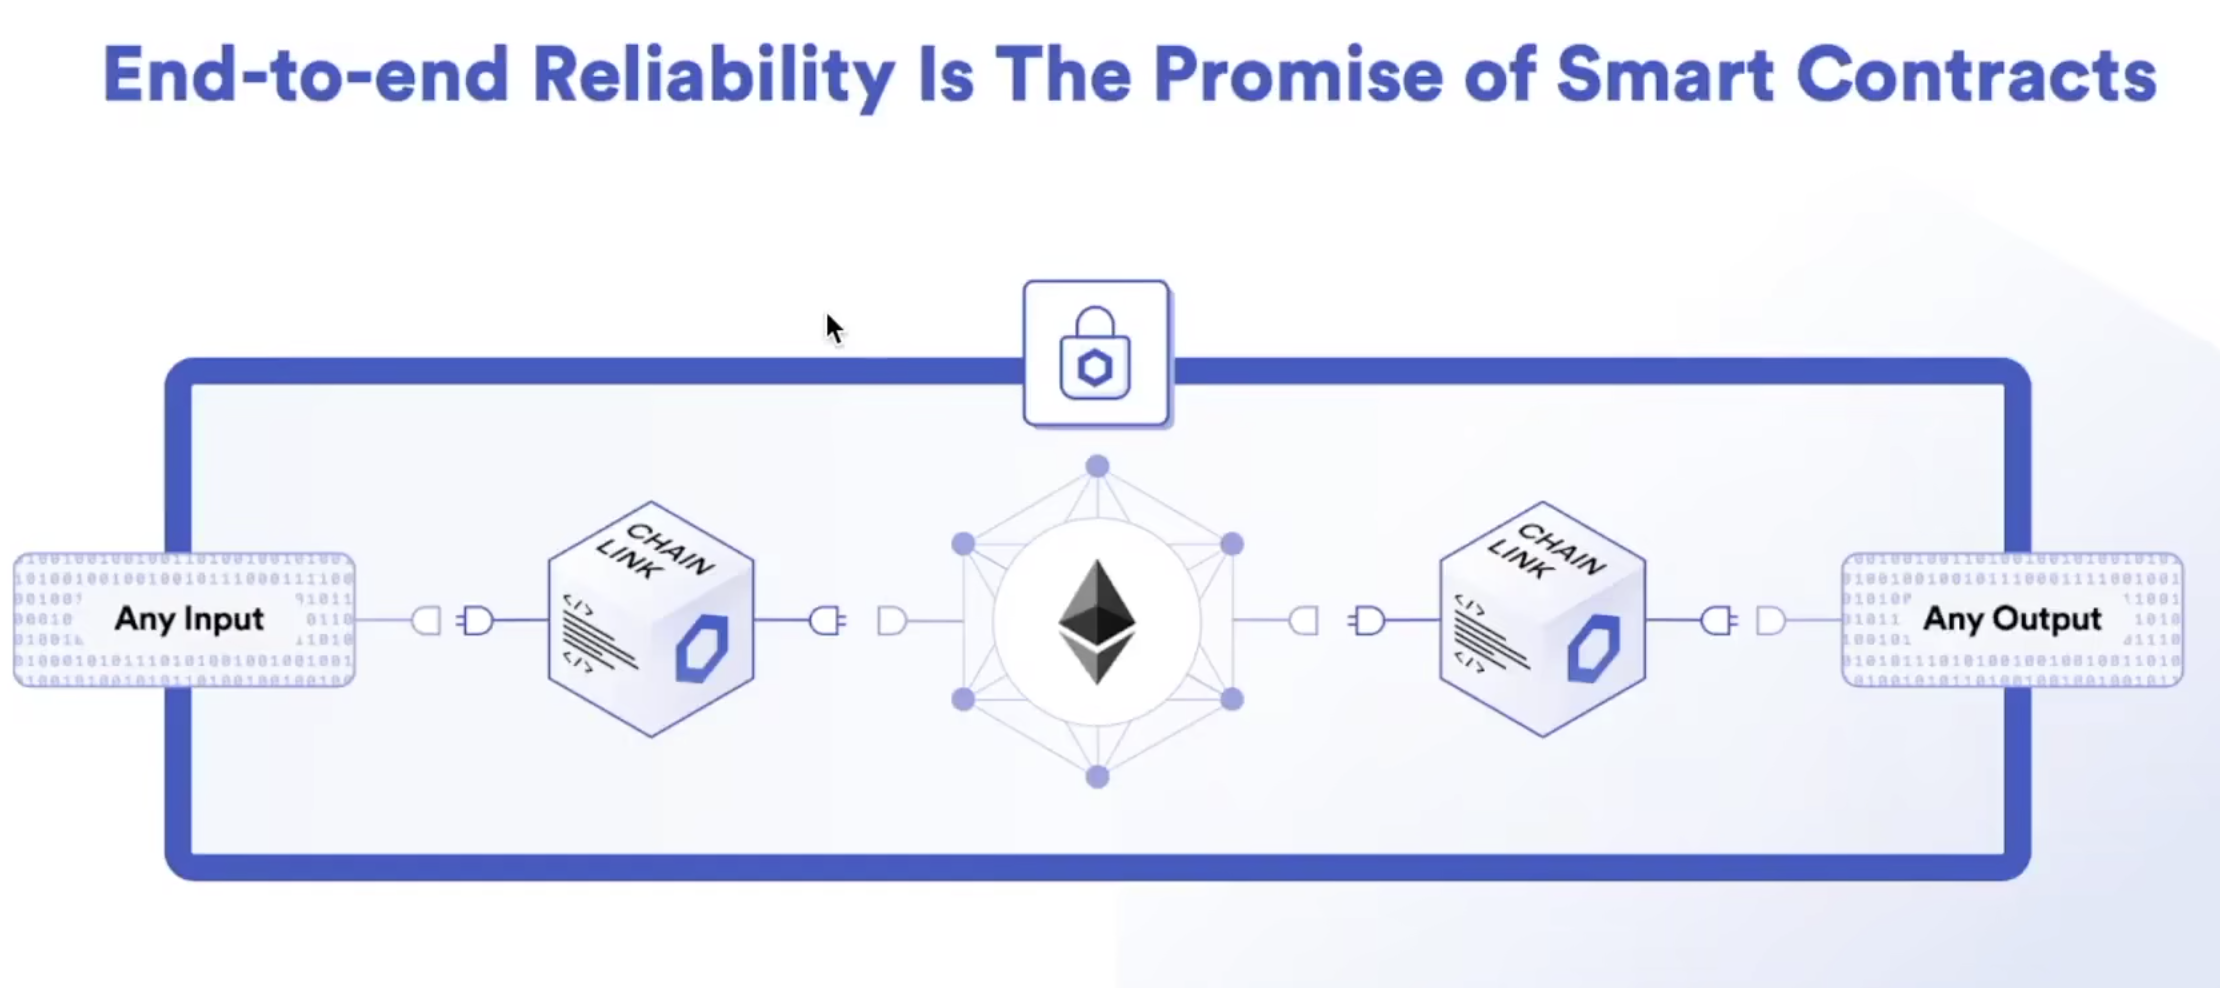 End-to-end Reliability Is The Promise of Smart Contracts
CHAIN
LINK
</>
</>
CHAIN
LINK
</>
</>
Any Input
Any Output